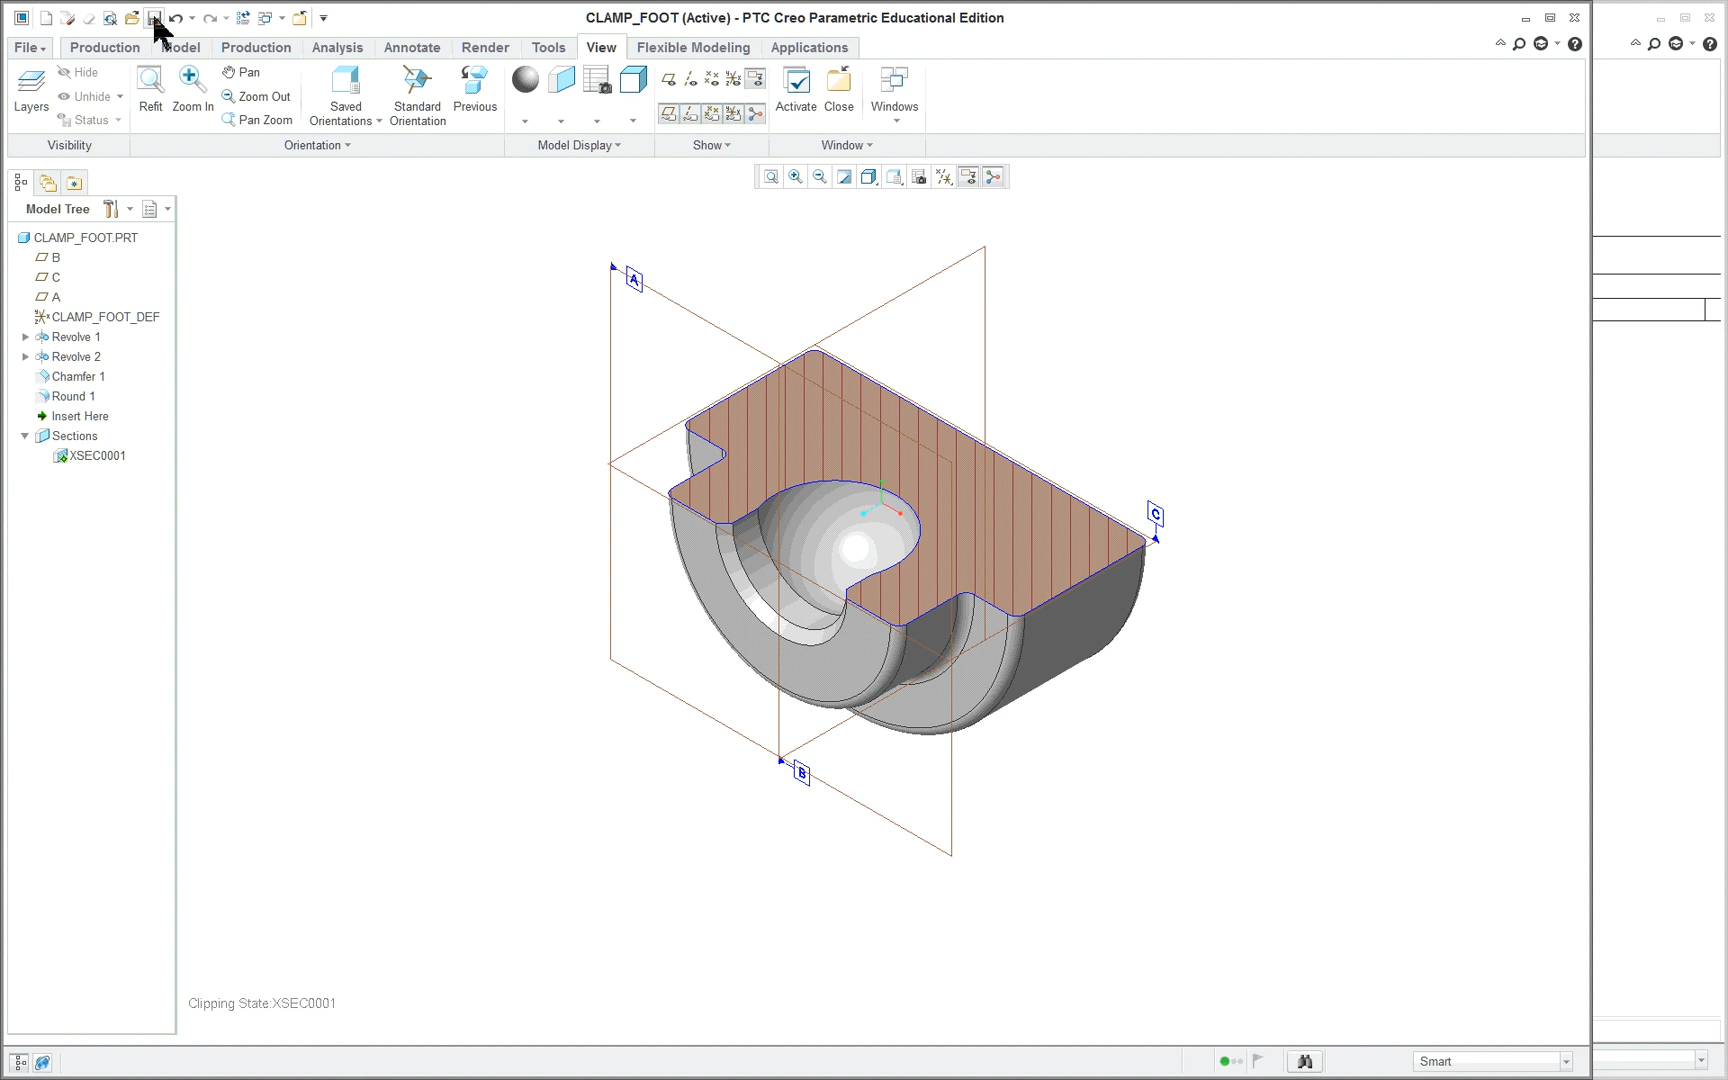 CLAMP_FOOT (Active) - PTC Creo Parametric Educational Edition
File Production Model Production Analysis Annotate Render Tools View Flexible Modeling Applications
Hide
Unhide
Status
Layers
Refit
Zoom In
Pan
Zoom Out
Pan Zoom
Saved Orientations
Standard Orientation
Previous
Activate
Close
Windows
Visibility
Orientation
Model Display
Show
Window
Model Tree
CLAMP_FOOT.PRT
B
C
A
CLAMP_FOOT_DEF
Revolve 1
Revolve 2
Chamfer 1
Round 1
Insert Here
Sections
XSEC0001
A
C
B
Clipping State:XSEC0001
Smart